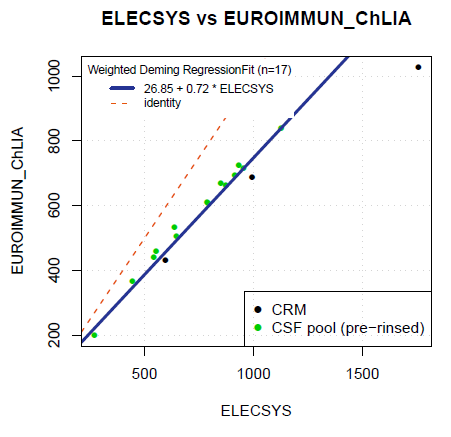 ELECSYS vs EUROIMMUN_ChLIA
Weighted Deming RegressionFit (n=17)
26.85 + 0.72 * ELECSYS
identity
EUROIMMUN_ChLIA
1000
800
600
400
200
CRM
CSF pool (pre−rinsed)
500
1000
1500
ELECSYS